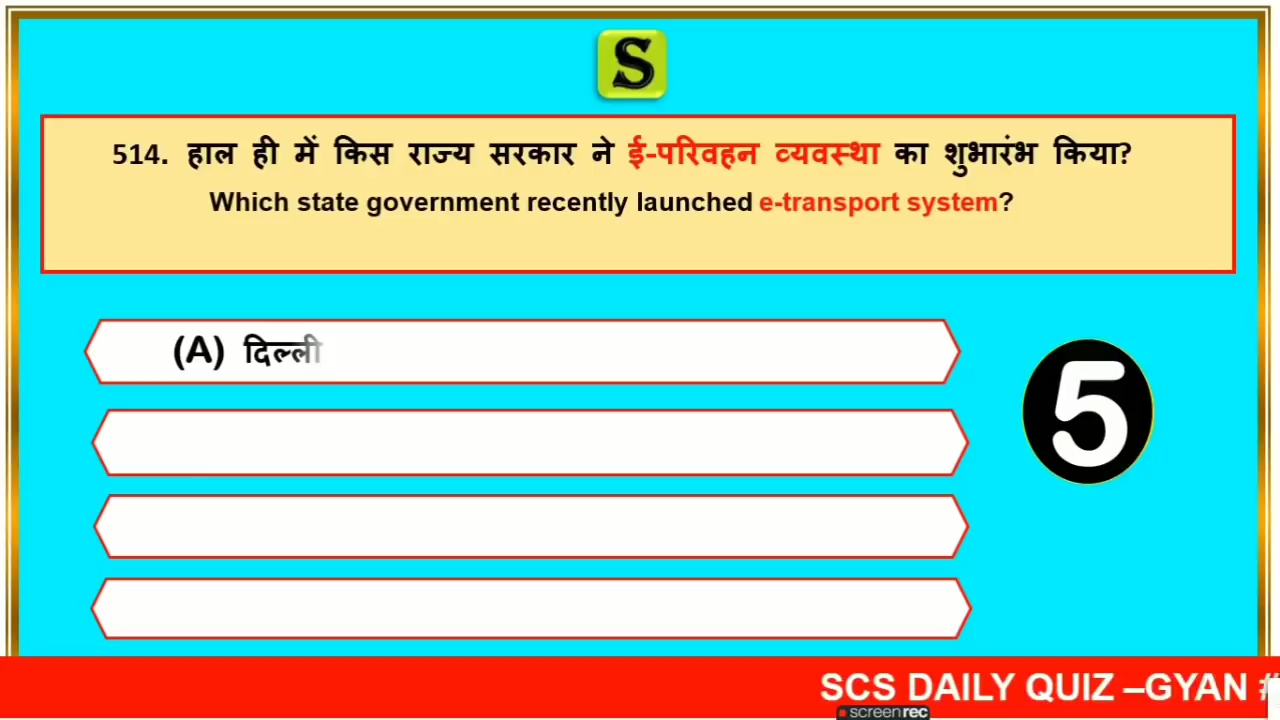 S
514. हाल ही में किस राज्य सरकार ने ई-परिवहन व्यवस्था का शुभारंभ किया?
Which state government recently launched e-transport system?
(A) दिल्ली
5
SCS DAILY QUIZ –GYAN #
screenrec